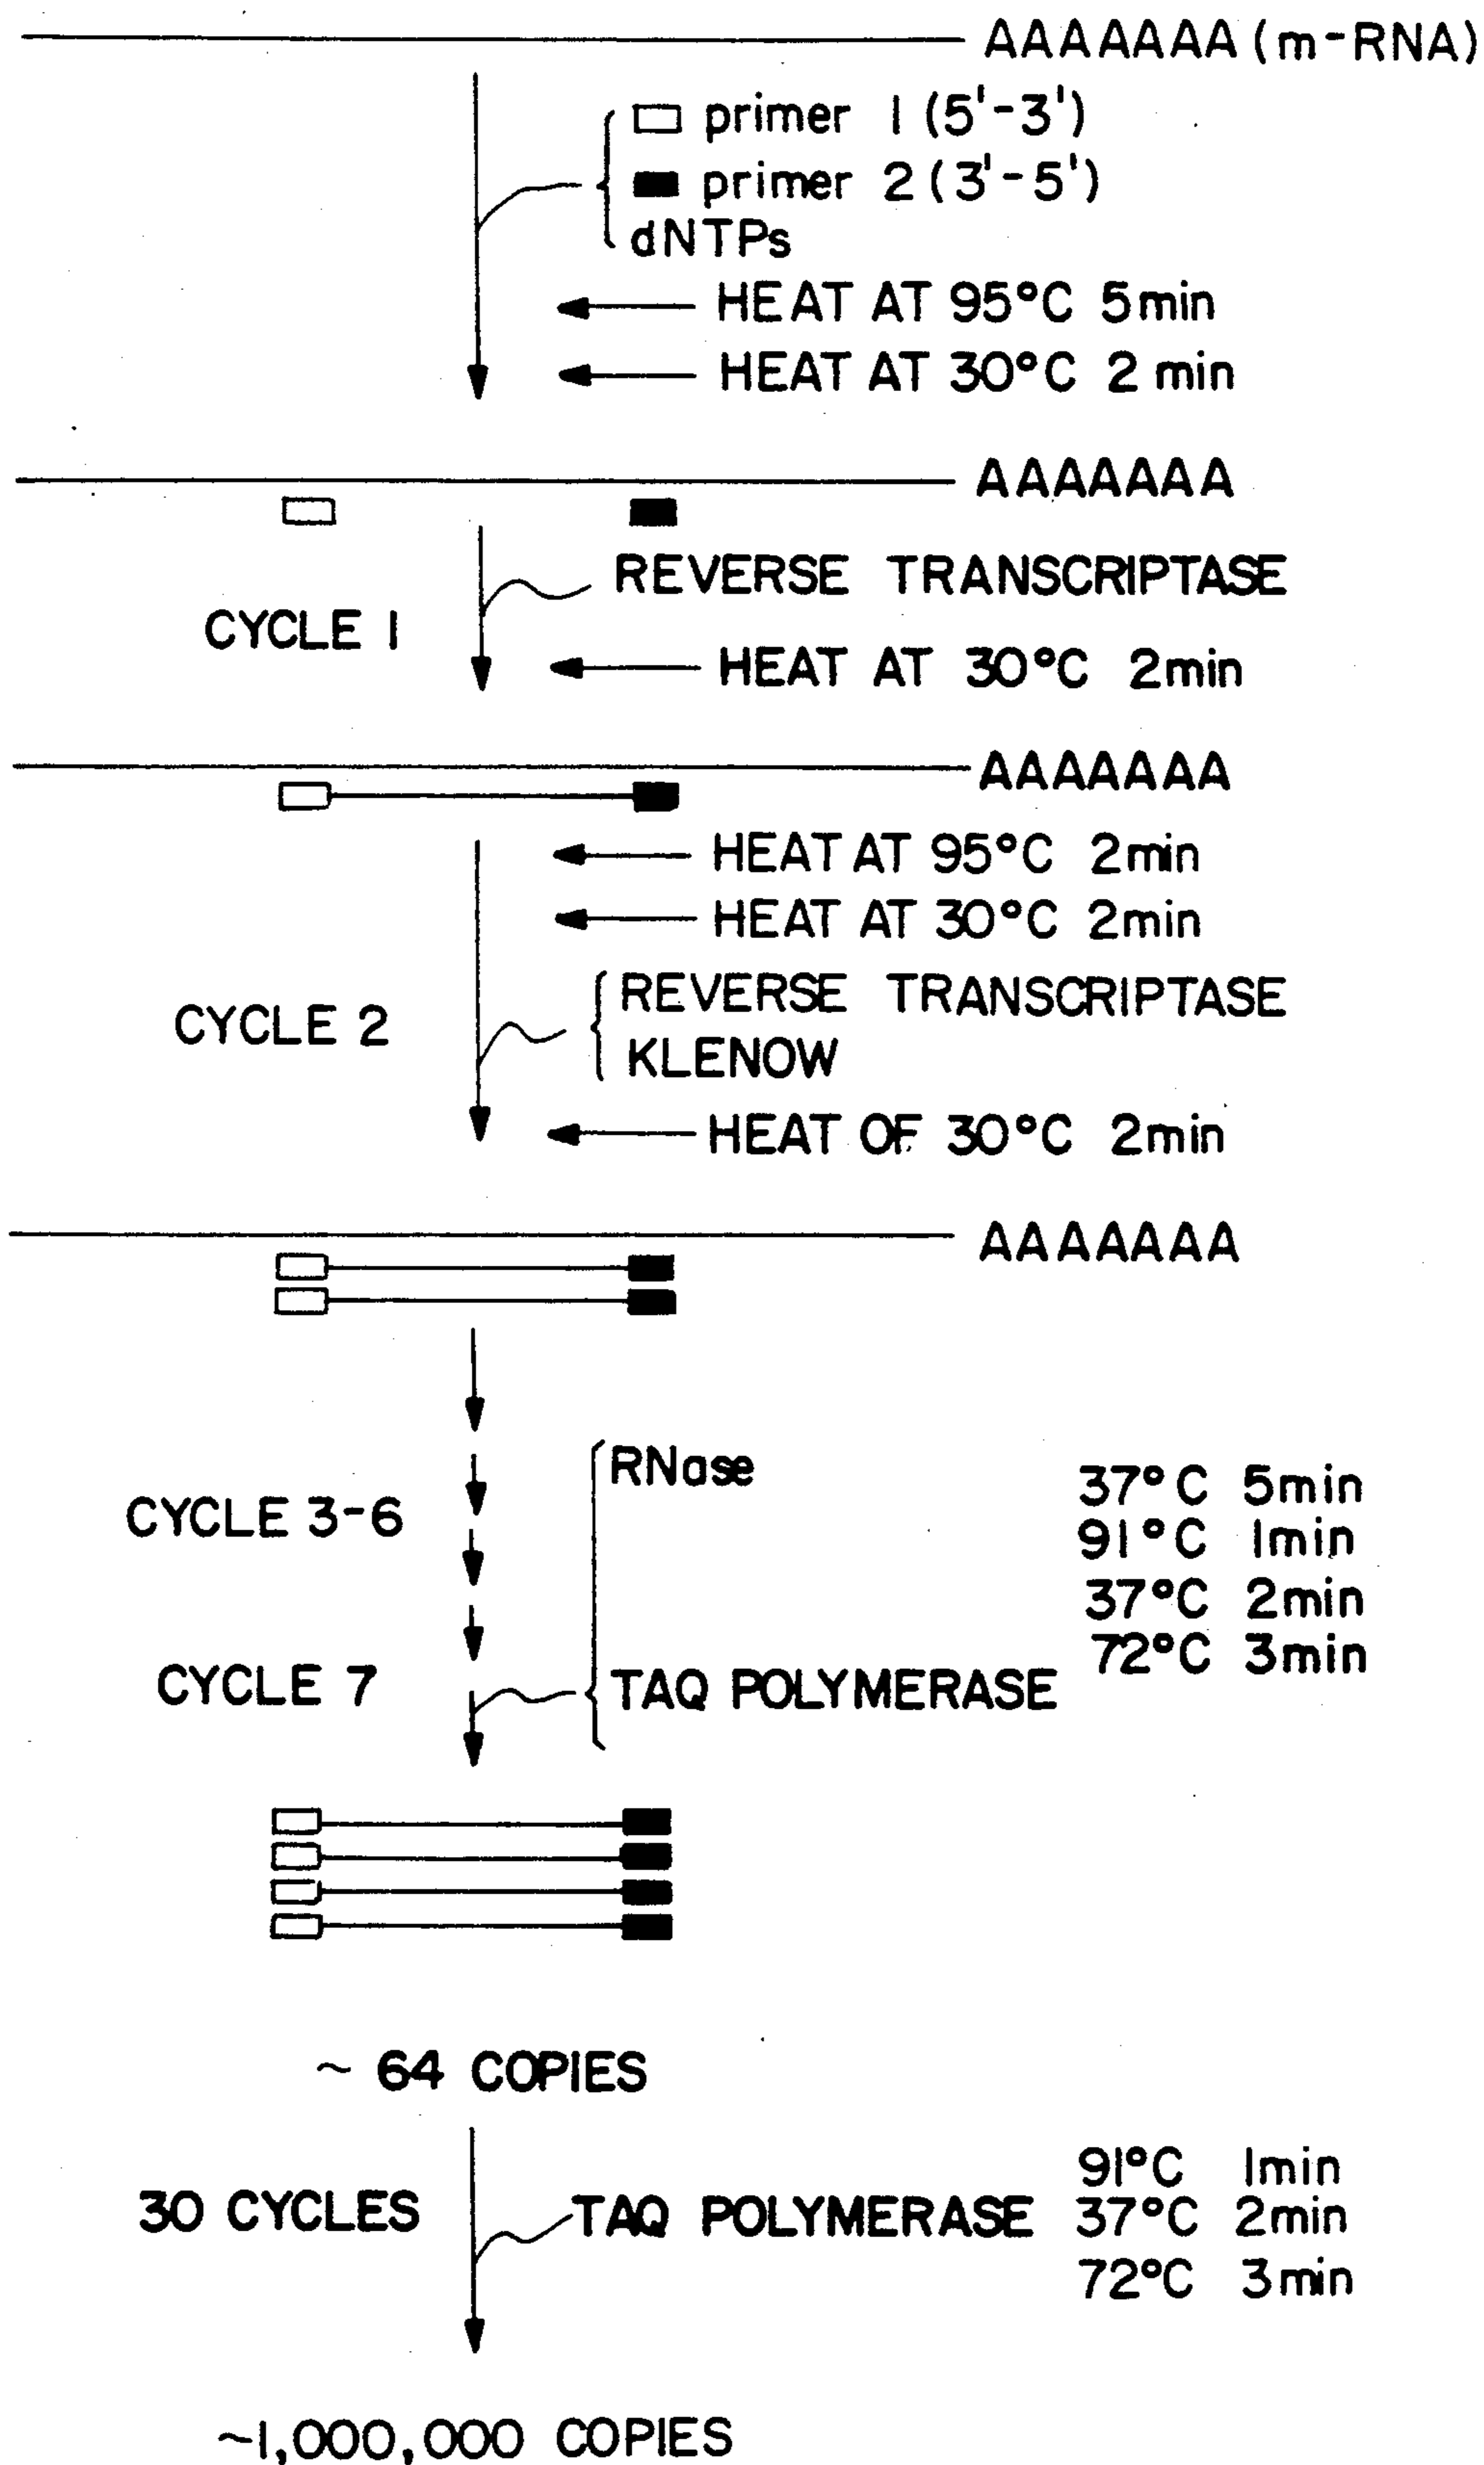 AAAAAAA (m-RNA)
primer 1 (5'-3')
primer 2 (3'-5')
dNTPs
HEAT AT 95°C 5min
HEAT AT 30°C 2 min
AAAAAAA
REVERSE TRANSCRIPTASE
CYCLE 1
HEAT AT 30°C 2min
AAAAAAA
HEAT AT 95°C 2min
HEAT AT 30°C 2min
REVERSE TRANSCRIPTASE
CYCLE 2
KLENOW
HEAT OF 30°C 2min
AAAAAAA
RNase
37°C 5min
CYCLE 3-6
91°C 1min
37°C 2min
72°C 3min
CYCLE 7
TAQ POLYMERASE
~ 64 COPIES
91°C 1min
30 CYCLES
TAQ POLYMERASE 37°C 2min
72°C 3min
~1,000,000 COPIES